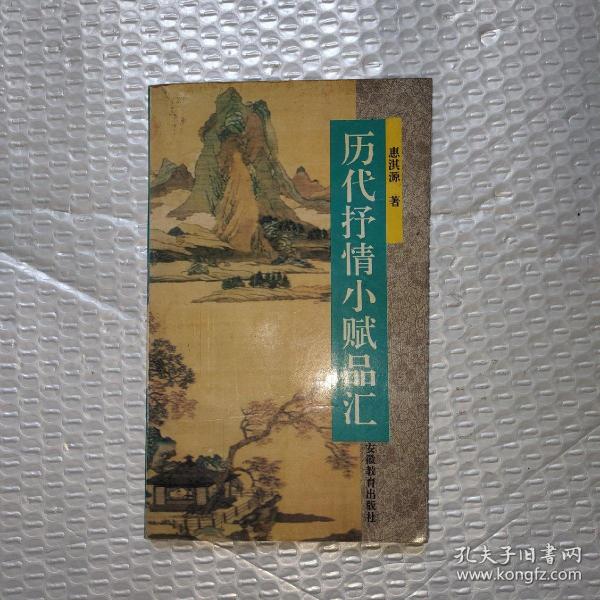 惠淇源 著
历代抒情小赋品汇
安徽教育出版社
孔夫子旧书网
www.kongfz.com